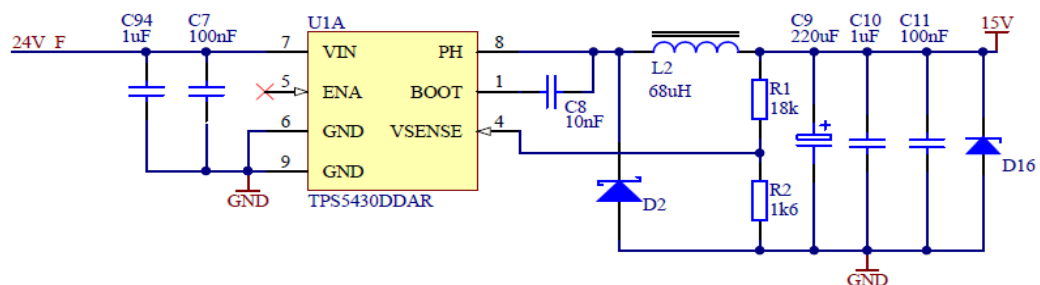 C94 C7 U1A C9 C10 C11 15V
1uF 100nF 220uF 1uF 100nF
24V_F 7 VIN PH 8
L2
68uH
5 ENA BOOT 1
C8
10nF
R1
18k
+
6 GND VSENSE 4
9 GND
D16
GND TPS5430DDAR D2
R2
1k6
GND